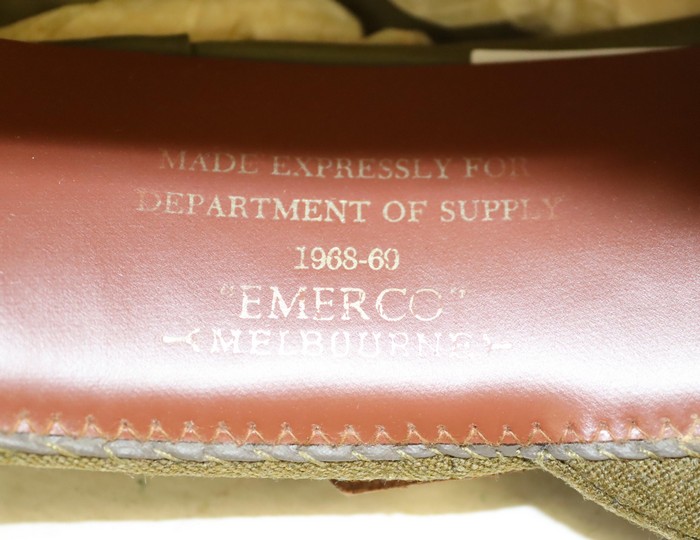 MADE EXPRESSLY FOR
DEPARTMENT OF SUPPLY
1968-69
"EMERCO"
MELBOURNE